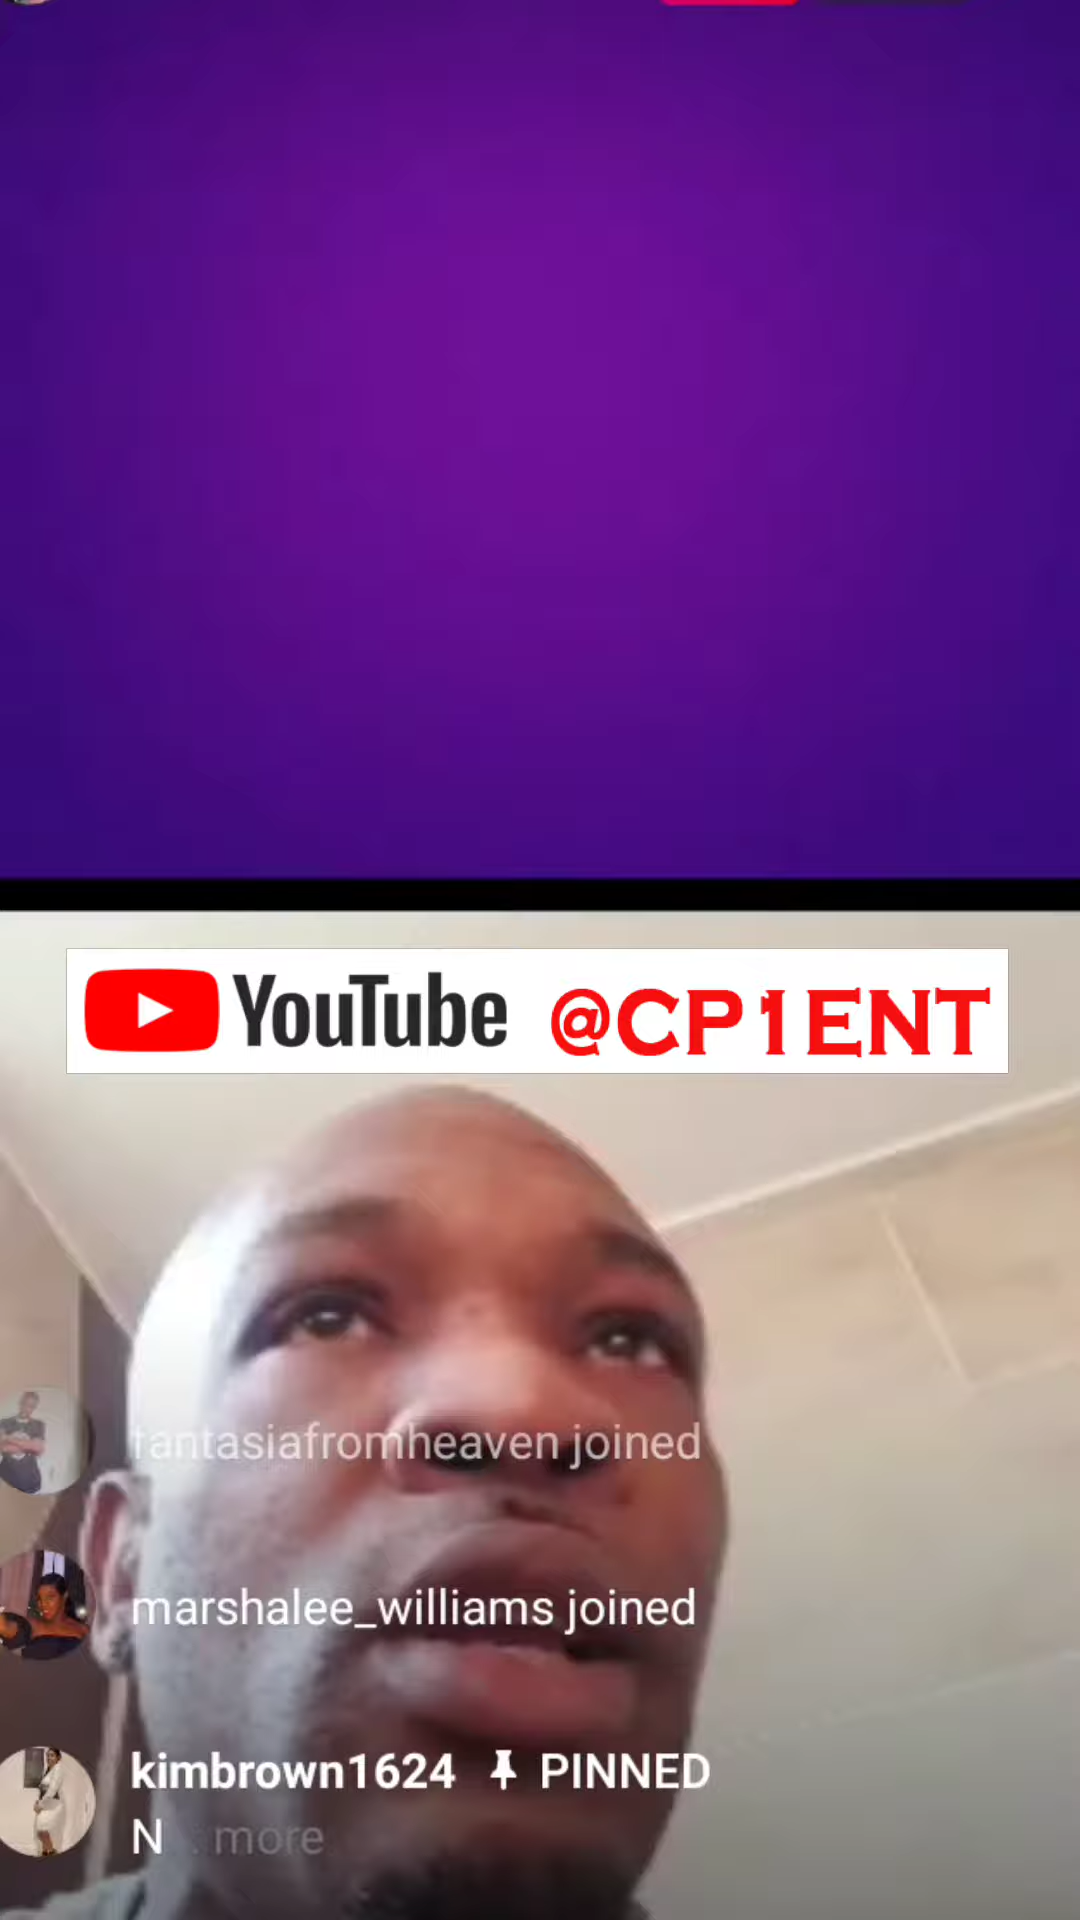 YouTube @CP1ENT
fantasiafromheaven joined
marshalee_williams joined
kimbrown1624 PINNED
N more